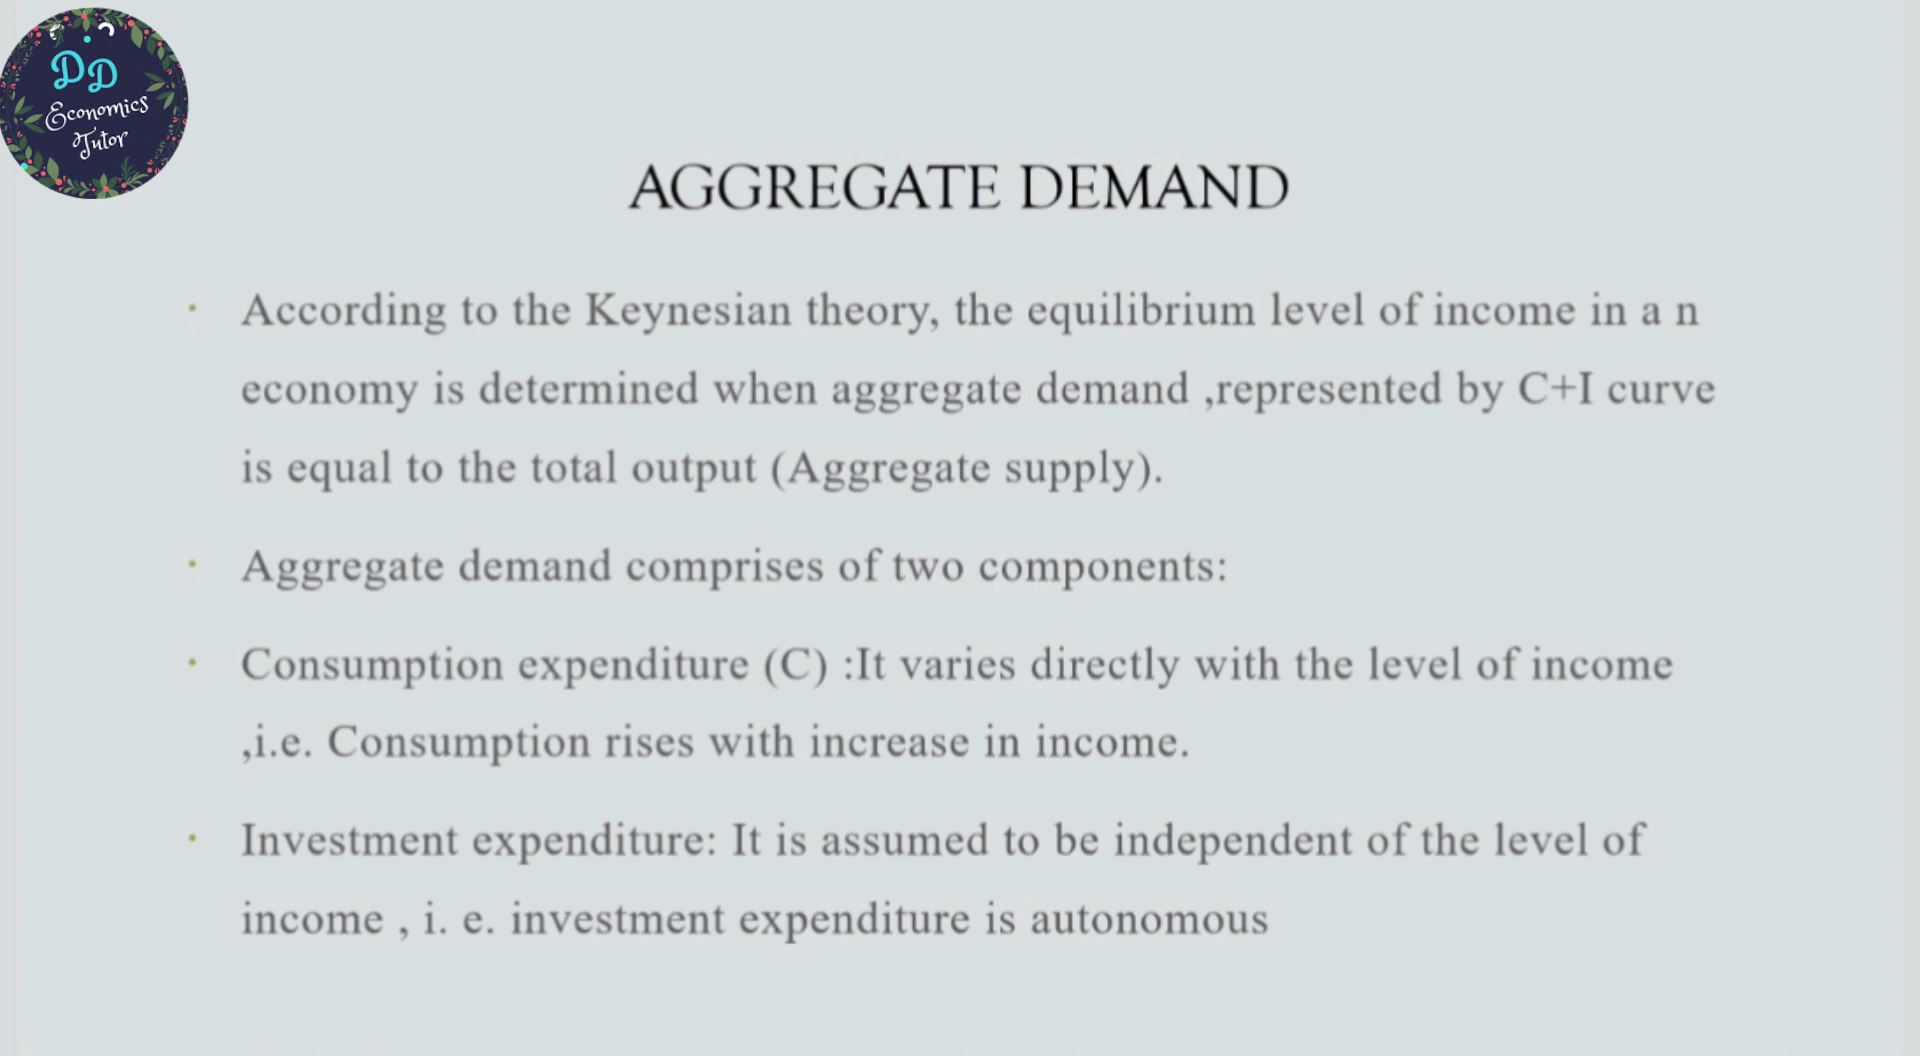 DD
Economics
Tutor
AGGREGATE DEMAND
· According to the Keynesian theory, the equilibrium level of income in a n
economy is determined when aggregate demand ,represented by C+I curve
is equal to the total output (Aggregate supply).
· Aggregate demand comprises of two components:
· Consumption expenditure (C) :It varies directly with the level of income
,i.e. Consumption rises with increase in income.
· Investment expenditure: It is assumed to be independent of the level of
income , i. e. investment expenditure is autonomous